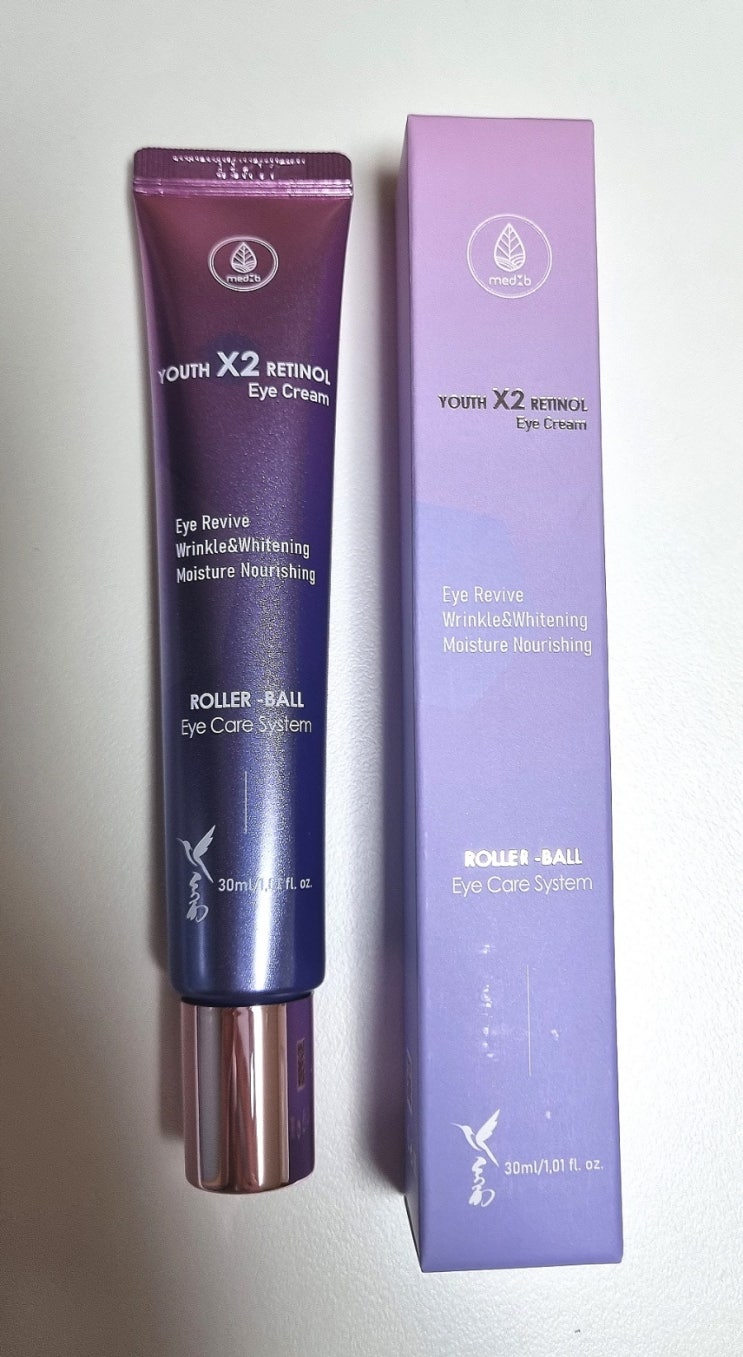 medib
YOUTH X2 RETINOL
Eye Cream
Eye Revive
Wrinkle&Whitening
Moisture Nourishing
ROLLER -BALL
Eye Care System
30ml/1,01 fl. oz.
medib
YOUTH X2 RETINOL
Eye Cream
Eye Revive
Wrinkle&Whitening
Moisture Nourishing
ROLLER -BALL
Eye Care System
30ml/1,01 fl. oz.